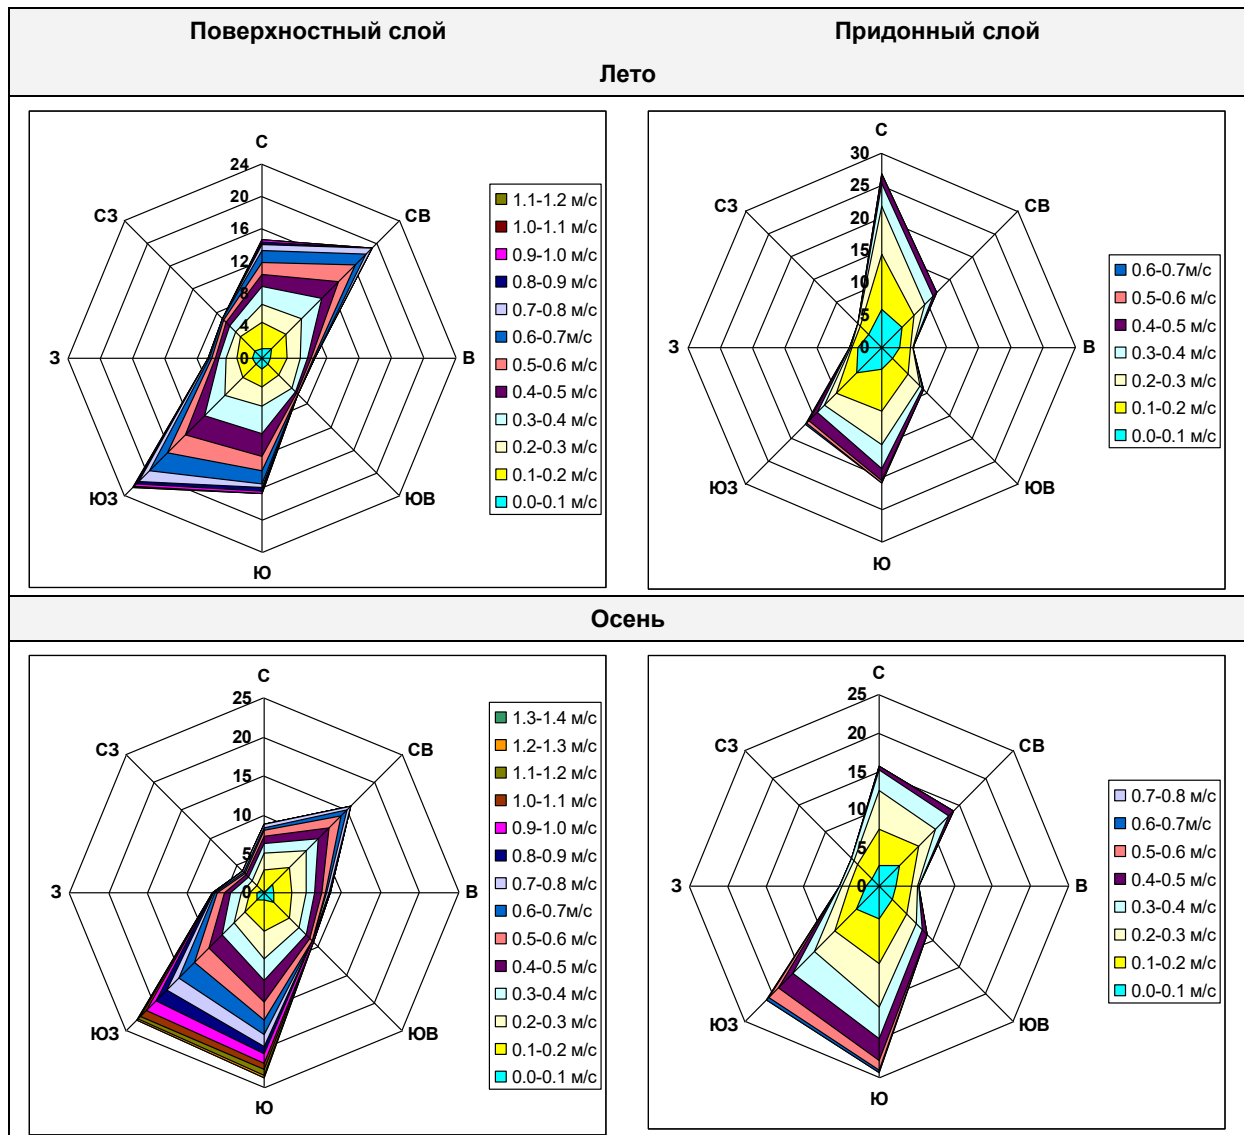 Поверхностный слой
Придонный слой
Лето
С
СВ
В
ЮВ
Ю
ЮЗ
З
СЗ
24
20
16
12
8
4
0
1.1-1.2 м/с
1.0-1.1 м/с
0.9-1.0 м/с
0.8-0.9 м/с
0.7-0.8 м/с
0.6-0.7м/с
0.5-0.6 м/с
0.4-0.5 м/с
0.3-0.4 м/с
0.2-0.3 м/с
0.1-0.2 м/с
0.0-0.1 м/с
С
СВ
В
ЮВ
Ю
ЮЗ
З
СЗ
30
25
20
15
10
5
0
0.6-0.7м/с
0.5-0.6 м/с
0.4-0.5 м/с
0.3-0.4 м/с
0.2-0.3 м/с
0.1-0.2 м/с
0.0-0.1 м/с
Осень
С
СВ
В
ЮВ
Ю
ЮЗ
З
СЗ
25
20
15
10
5
0
1.3-1.4 м/с
1.2-1.3 м/с
1.1-1.2 м/с
1.0-1.1 м/с
0.9-1.0 м/с
0.8-0.9 м/с
0.7-0.8 м/с
0.6-0.7м/с
0.5-0.6 м/с
0.4-0.5 м/с
0.3-0.4 м/с
0.2-0.3 м/с
0.1-0.2 м/с
0.0-0.1 м/с
С
СВ
В
ЮВ
Ю
ЮЗ
З
СЗ
25
20
15
10
5
0
0.7-0.8 м/с
0.6-0.7м/с
0.5-0.6 м/с
0.4-0.5 м/с
0.3-0.4 м/с
0.2-0.3 м/с
0.1-0.2 м/с
0.0-0.1 м/с